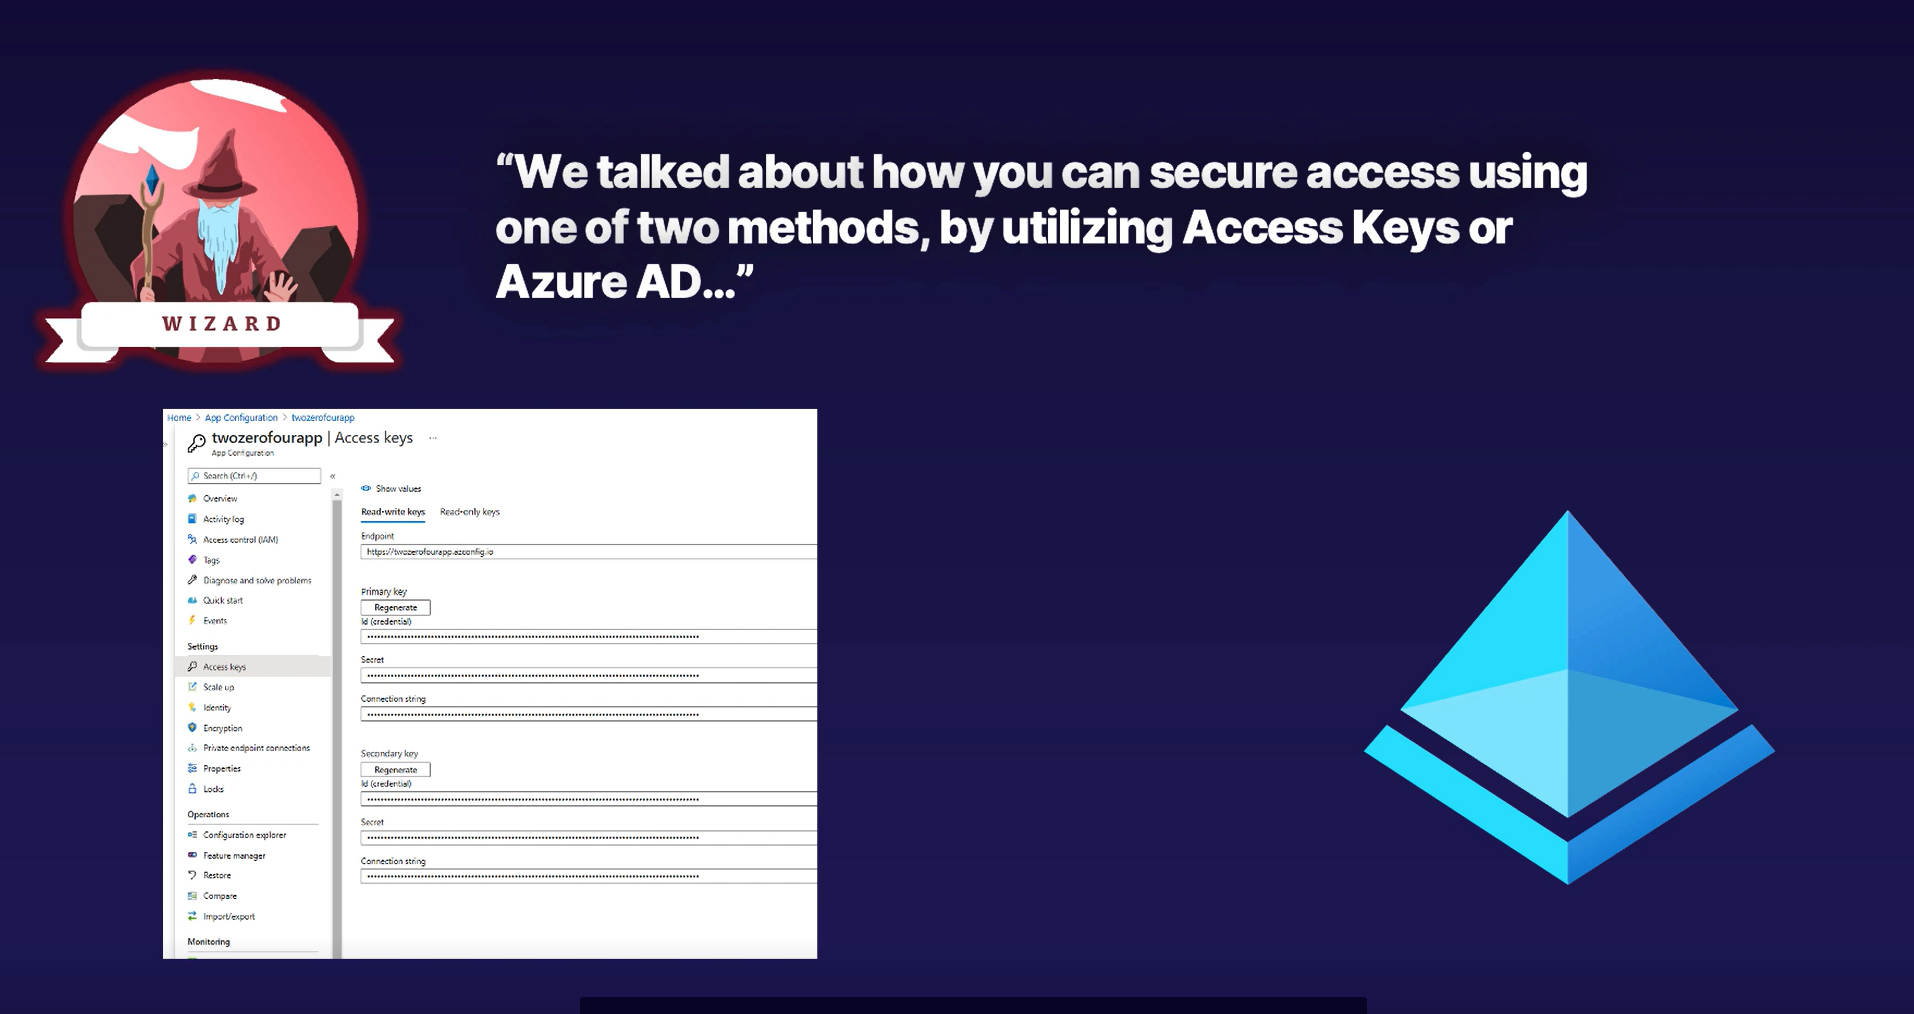 “We talked about how you can secure access using
one of two methods, by utilizing Access Keys or
Azure AD...”
WIZARD
Home > App Configuration > twozerofourapp
twozerofourapp | Access keys ...
App Configuration
Search (Ctrl+/)
«
Overview
Activity log
Access control (IAM)
Tags
Diagnose and solve problems
Quick start
Events
Settings
Access keys
Scale up
Identity
Encryption
Private endpoint connections
Properties
Locks
Operations
Configuration explorer
Feature manager
Restore
Compare
Import/export
Monitoring
Show values
Read-write keys Read-only keys
Endpoint
https://twozerofourapp.azconfig.io
Primary key
Regenerate
Id (credential)
Secret
Connection string
Secondary key
Regenerate
Id (credential)
Secret
Connection string